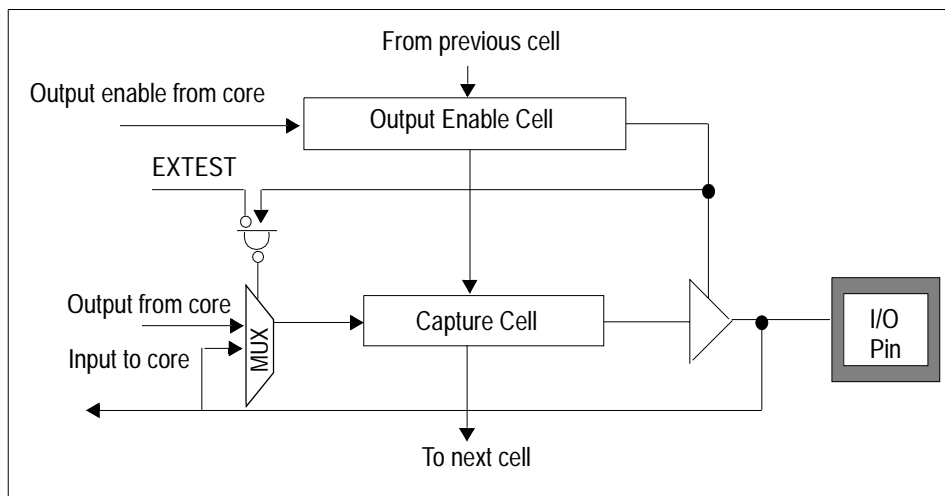 From previous cell
Output enable from core
Output Enable Cell
EXTEST
Output from core
Input to core
MUX
Capture Cell
I/O
Pin
To next cell